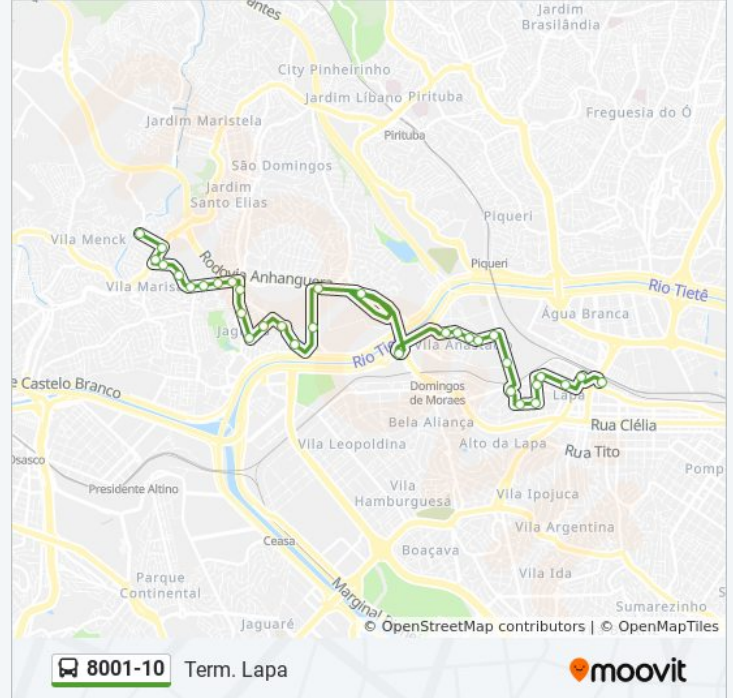 antes
Jardim
Brasilândia
City Pinheirinho
Jardim Líbano
Pirituba
Freguesia do Ó
Jardim Maristela
Pirituba
São Domingos
Jardim
Santo Elias
Piqueri
Vila Menck
Rodovia Anhanguera
Piqueri
Vila Maris
Rio Tietê
Água Branca
Jag
Rio Tie
Vila Anasta
e Castelo Branco
Domingos
de Moraes
Lapa
Bela Aliança
Rua Clélia
Vila Leopoldina
Alto da Lapa
Rua Tito
Osasco
Pomp
Presidente Altino
Vila
Hamburguesa
Vila Ipojuca
Vila Argentina
Ceasa
Boaçava
Vila Ida
Parque
Continental
Marginal
Sumarezinho
S
Jaguaré
© OpenStreetMap contributors | © OpenMapTiles
8001-10 Term. Lapa
moovit